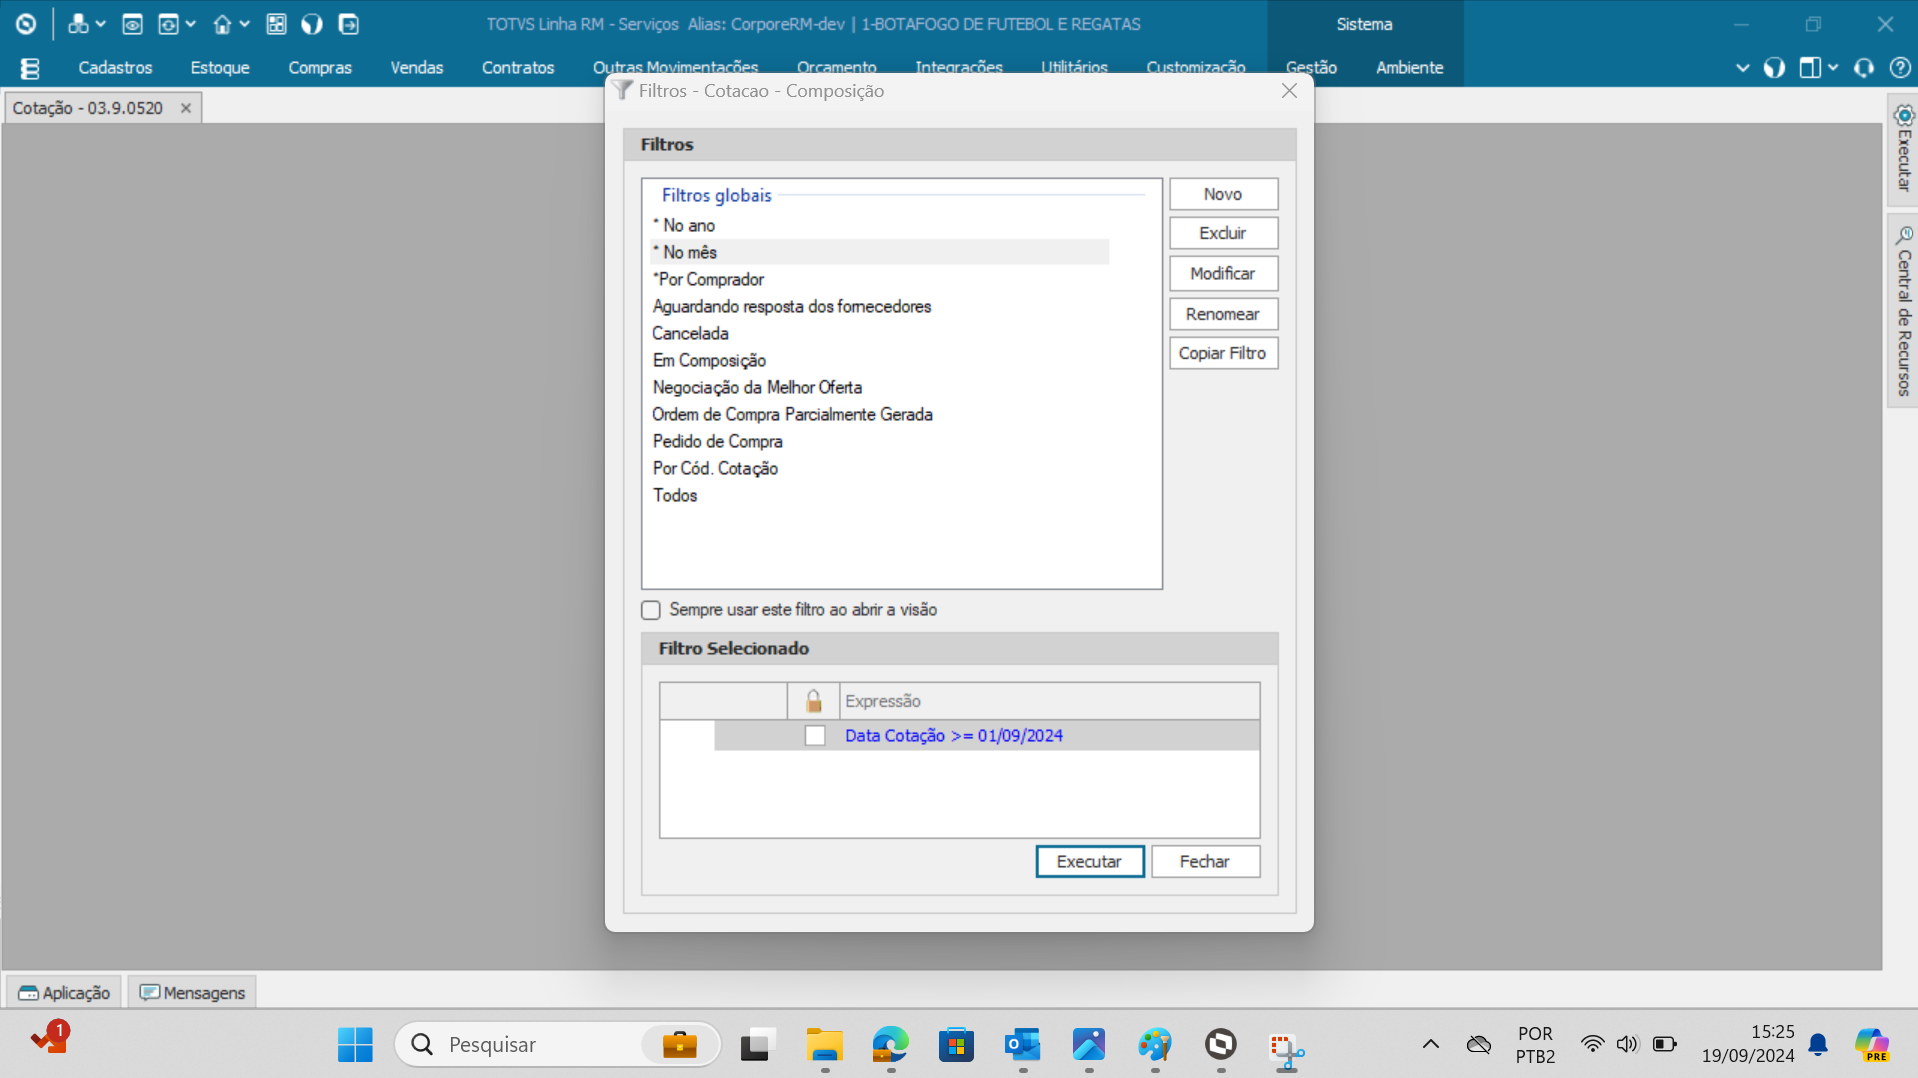 TOTVS Linha RM - Serviços  Alias: CorporeRM-dev | 1-BOTAFOGO DE FUTEBOL E REGATAS
Sistema
Cadastros Estoque Compras Vendas Contratos Outras Movimentações Orçamento Integrações Utilitários Customização Gestão Ambiente
Cotação - 03.9.0520
Filtros - Cotacao - Composição
Filtros
Filtros globais
* No ano
* No mês
*Por Comprador
Aguardando resposta dos fornecedores
Cancelada
Em Composição
Negociação da Melhor Oferta
Ordem de Compra Parcialmente Gerada
Pedido de Compra
Por Cód. Cotação
Todos
Novo
Excluir
Modificar
Renomear
Copiar Filtro
Sempre usar este filtro ao abrir a visão
Filtro Selecionado
Expressão
Data Cotação >= 01/09/2024
Executar
Fechar
Executar
Central de Recursos
Aplicação
Mensagens
1
Pesquisar
POR
PTB2
15:25
19/09/2024
PRE